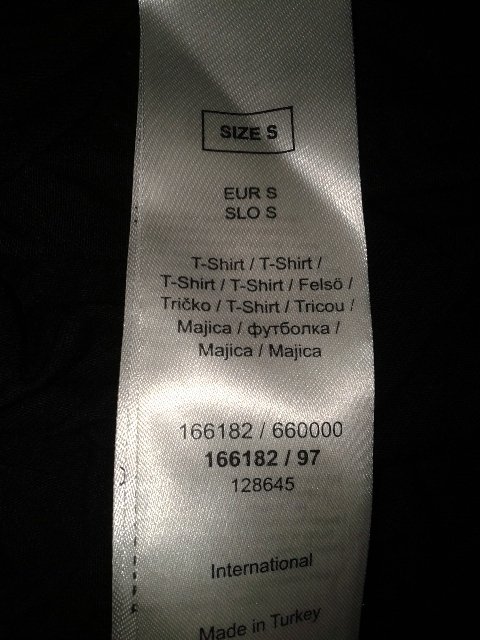 SIZE S
EUR S
SLO S
T-Shirt / T-Shirt /
T-Shirt / T-Shirt / Felsö /
Tričko / T-Shirt / Tricou /
Majica / футболка /
Majica / Majica
166182 / 660000
166182 / 97
128645
International
Made in Turkey